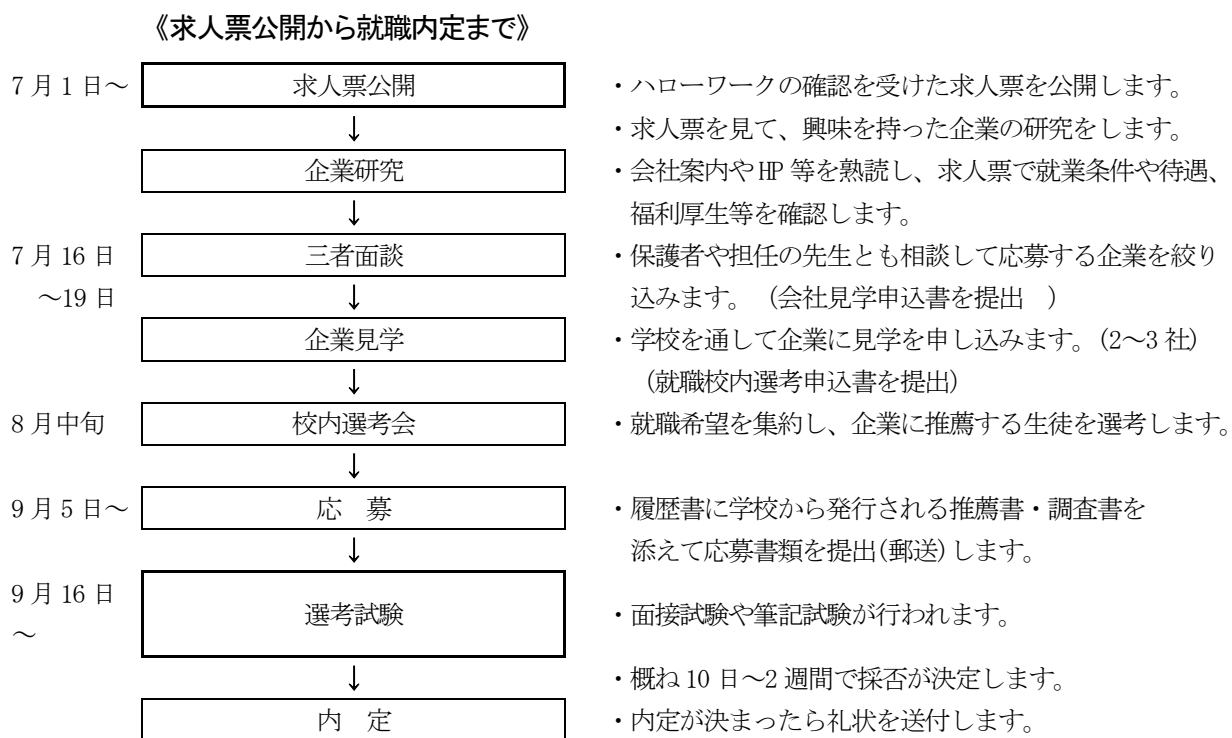 《求人票公開から就職内定まで》
7月1日～ 求人票公開 ・ハローワークの確認を受けた求人票を公開します。
↓ ・求人票を見て、興味を持った企業の研究をします。
企業研究 ・会社案内やHP等を熟読し、求人票で就業条件や待遇、
↓ 福利厚生等を確認します。
7月16日 三者面談 ・保護者や担任の先生とも相談して応募する企業を絞り
～19日 ↓ 込みます。（会社見学申込書を提出　）
企業見学 ・学校を通して企業に見学を申し込みます。(2～3社)
↓ (就職校内選考申込書を提出)
8月中旬 校内選考会 ・就職希望を集約し、企業に推薦する生徒を選考します。
↓
9月5日～ 応　募 ・履歴書に学校から発行される推薦書・調査書を
↓ 添えて応募書類を提出(郵送)します。
9月16日
～ 選考試験 ・面接試験や筆記試験が行われます。
↓ ・概ね10日～2週間で採否が決定します。
内　定 ・内定が決まったら礼状を送付します。